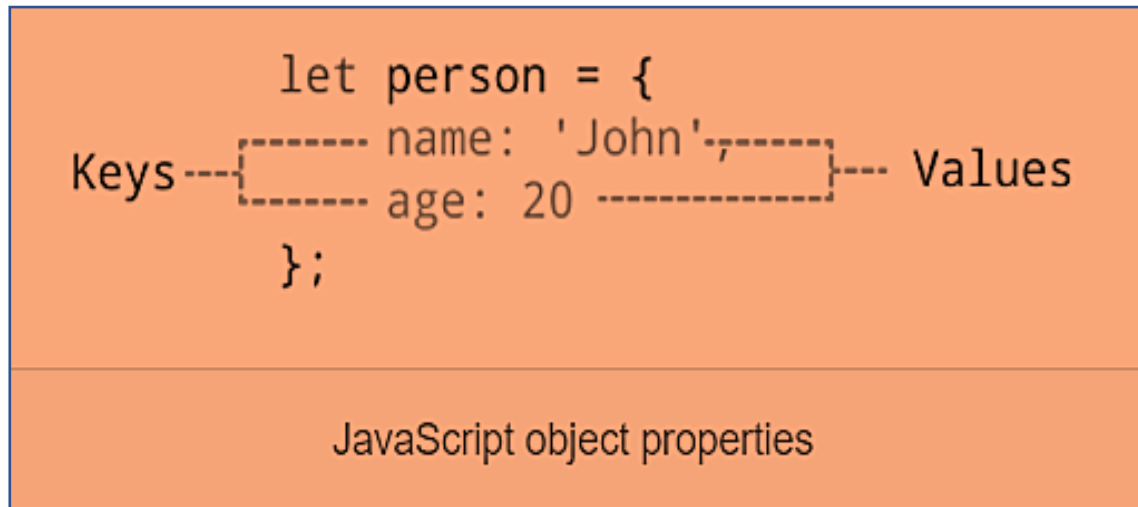 let person = {
name: 'John',
Keys
Values
age: 20
};
JavaScript object properties